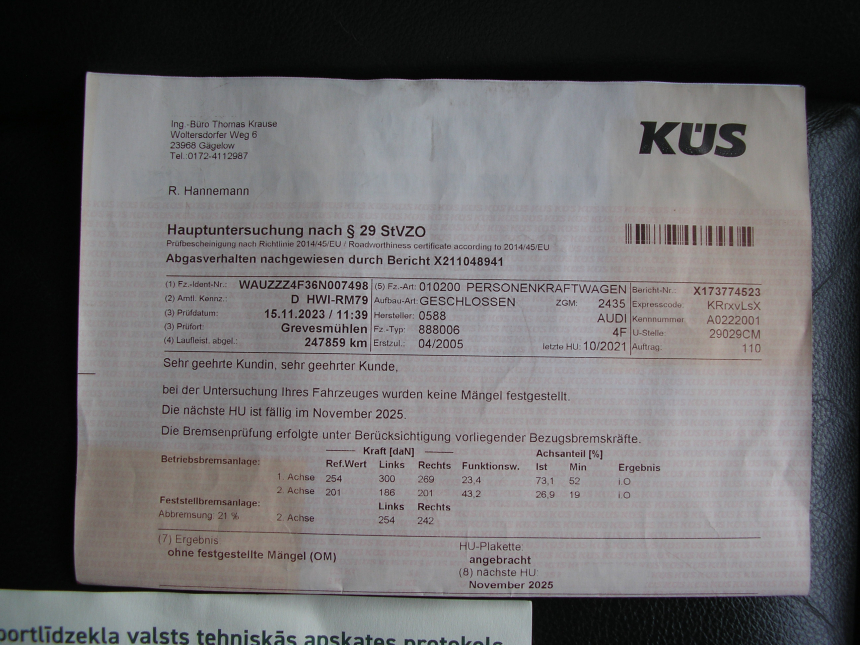 Ing.-Büro Thomas Krause
Woltersdorfer Weg 6
23968 Gägelow
Tel.:0172-4112987
KÜS
R. Hannemann
Hauptuntersuchung nach § 29 StVZO
Prüfbescheinigung nach Richtlinie 2014/45/EU / Roadworthiness certificate according to 2014/45/EU
Abgasverhalten nachgewiesen durch Bericht X211048941
(1) Fz.-Ident-Nr.: WAUZZZ4F36N007498 (5) Fz.-Art: 010200 PERSONENKRAFTWAGEN Bericht-Nr.: X173774523
(2) Amtl. Kennz.: D HWI-RM79 Aufbau-Art: GESCHLOSSEN ZGM: 2435 Expresscode: KRrxvLsX
(3) Prüfdatum: 15.11.2023 / 11:39 Hersteller: 0588 AUDI Kennnummer: A0222001
(3) Prüfort: Grevesmühlen Fz.-Typ: 888006 4F U-Stelle: 29029CM
(4) Laufleist. abgel.: 247859 km Erstzul.: 04/2005 letzte HU: 10/2021 Auftrag: 110
Sehr geehrte Kundin, sehr geehrter Kunde,
bei der Untersuchung Ihres Fahrzeuges wurden keine Mängel festgestellt.
Die nächste HU ist fällig im November 2025.
Die Bremsenprüfung erfolgte unter Berücksichtigung vorliegender Bezugsbremskräfte.
Kraft [daN] Achsanteil [%]
Betriebsbremsanlage: Ref.Wert Links Rechts Funktionsw. Ist Min Ergebnis
1. Achse 254 300 269 23,4 73,1 52 i.O
2. Achse 201 186 201 43,2 26,9 19 i.O
Feststellbremsanlage: Links Rechts
Abbremsung: 21 % 2. Achse 254 242
(7) Ergebnis: HU-Plakette:
ohne festgestellte Mängel (OM) angebracht
(8) nächste HU:
November 2025
portlīdzekļa valsts tehniskās apskates protokols